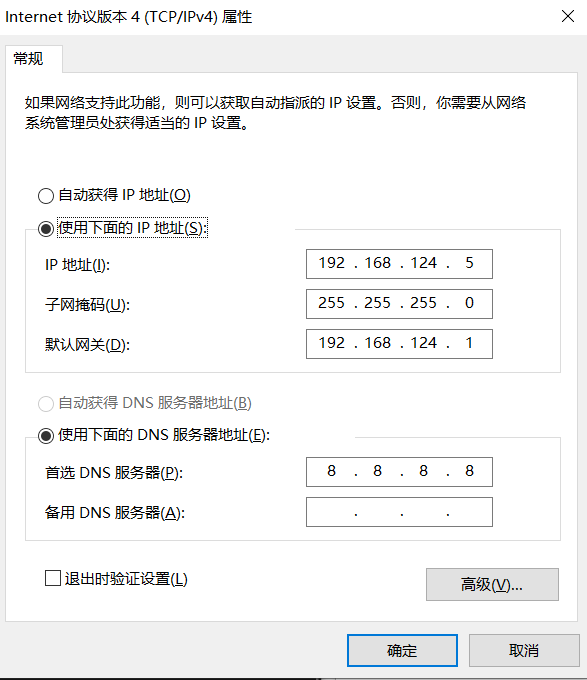 Internet 协议版本 4 (TCP/IPv4) 属性
常规
如果网络支持此功能，则可以获取自动指派的 IP 设置。否则，你需要从网络
系统管理员处获得适当的 IP 设置。
自动获得 IP 地址(O)
使用下面的 IP 地址(S):
IP 地址(I): 192 . 168 . 124 . 5
子网掩码(U): 255 . 255 . 255 . 0
默认网关(D): 192 . 168 . 124 . 1
自动获得 DNS 服务器地址(B)
使用下面的 DNS 服务器地址(E):
首选 DNS 服务器(P): 8 . 8 . 8 . 8
备用 DNS 服务器(A): . . .
退出时验证设置(L)
高级(V)...
确定 取消